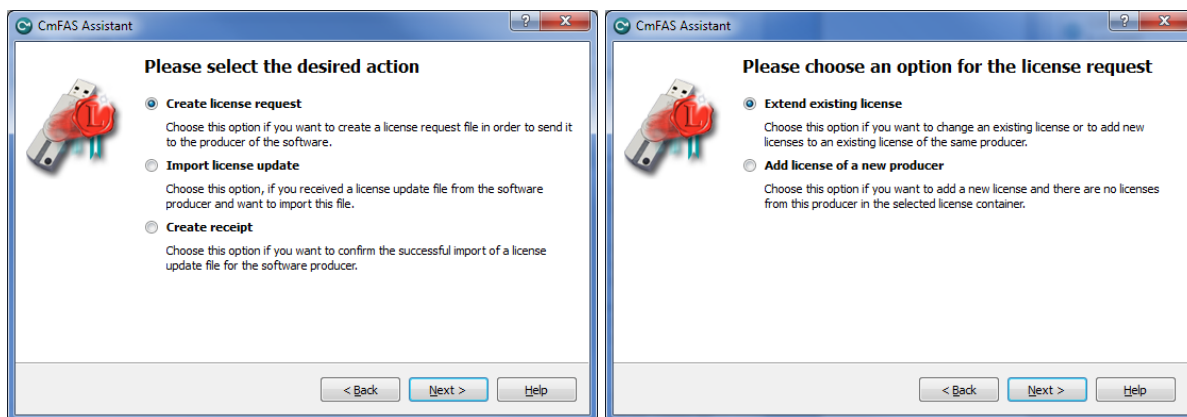 CmFAS Assistant
Please select the desired action
Create license request
Choose this option if you want to create a license request file in order to send it
to the producer of the software.
Import license update
Choose this option, if you received a license update file from the software
producer and want to import this file.
Create receipt
Choose this option if you want to confirm the successful import of a license
update file for the software producer.
< Back
Next >
Help
CmFAS Assistant
Please choose an option for the license request
Extend existing license
Choose this option if you want to change an existing license or to add new
licenses to an existing license of the same producer.
Add license of a new producer
Choose this option if you want to add a new license and there are no licenses
from this producer in the selected license container.
< Back
Next >
Help